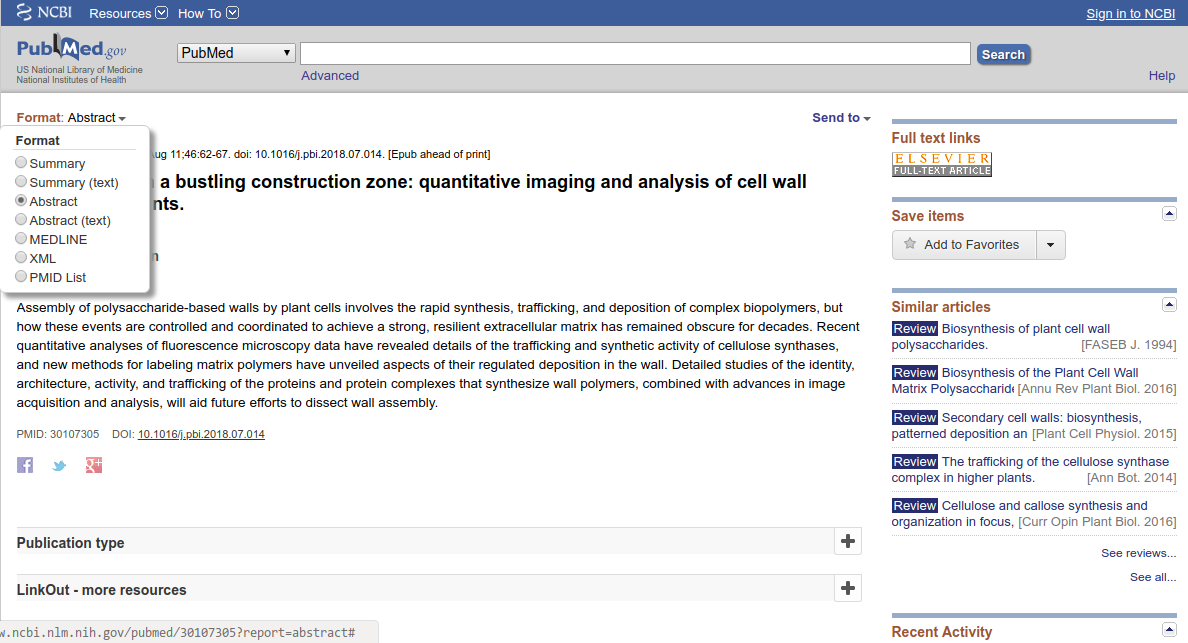 NCBI Resources How To Sign in to NCBI
PubMed.gov
US National Library of Medicine
National Institutes of Health
PubMed Search
Advanced Help
Format: Abstract Send to
Format
Summary
Summary (text)
Abstract
Abstract (text)
MEDLINE
XML
PMID List
11;46:62-67. doi: 10.1016/j.pbi.2018.07.014. [Epub ahead of print]
a bustling construction zone: quantitative imaging and analysis of cell wall
Assembly of polysaccharide-based walls by plant cells involves the rapid synthesis, trafficking, and deposition of complex biopolymers, but
how these events are controlled and coordinated to achieve a strong, resilient extracellular matrix has remained obscure for decades. Recent
quantitative analyses of fluorescence microscopy data have revealed details of the trafficking and synthetic activity of cellulose synthases,
and new methods for labeling matrix polymers have unveiled aspects of their regulated deposition in the wall. Detailed studies of the identity,
architecture, activity, and trafficking of the proteins and protein complexes that synthesize wall polymers, combined with advances in image
acquisition and analysis, will aid future efforts to dissect wall assembly.
PMID: 30107305 DOI: 10.1016/j.pbi.2018.07.014
Publication type
LinkOut - more resources
Full text links
ELSEVIER
FULL-TEXT ARTICLE
Save items
Add to Favorites
Similar articles
Review Biosynthesis of plant cell wall
polysaccharides. [FASEB J. 1994]
Review Biosynthesis of the Plant Cell Wall
Matrix Polysaccharide [Annu Rev Plant Biol. 2016]
Review Secondary cell walls: biosynthesis,
patterned deposition an [Plant Cell Physiol. 2015]
Review The trafficking of the cellulose synthase
complex in higher plants. [Ann Bot. 2014]
Review Cellulose and callose synthesis and
organization in focus, [Curr Opin Plant Biol. 2016]
See reviews...
See all...
Recent Activity
w.ncbi.nlm.nih.gov/pubmed/30107305?report=abstract#